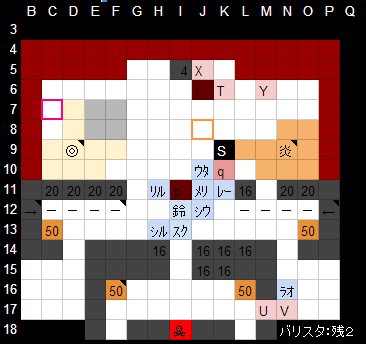 B C D E F G H I J K L M N O P Q
3
4
5 4 X
6 r T Y
7
8
9 ◎ S 炎
10 ウタ q
11 20 20 20 20 リル p メリ レー 16 20 20
12 → － － － － 鈴 シウ － － － － ←
13 50 シル スク 50
14 16 16 16 16
15 16 16
16 50 50 ラオ
17 U V
18 バリスタ:残2